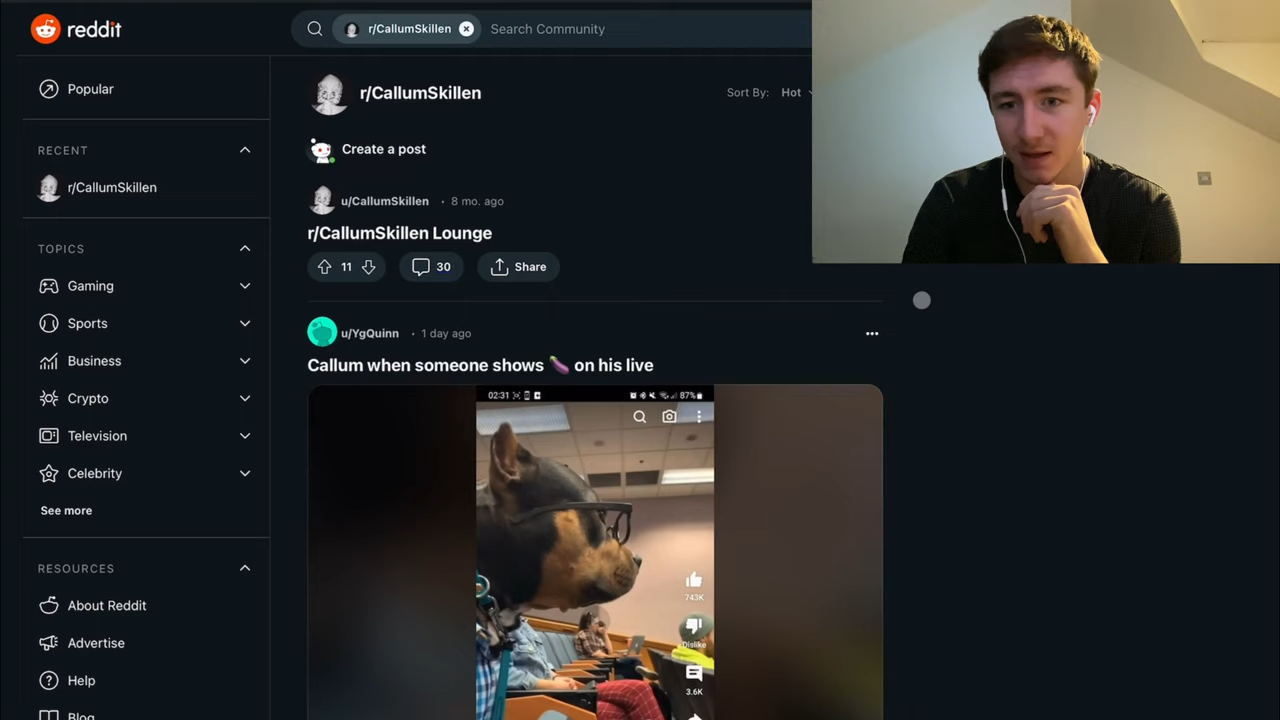 reddit
r/CallumSkillen
Search Community
Popular
RECENT
r/CallumSkillen
TOPICS
Gaming
Sports
Business
Crypto
Television
Celebrity
See more
RESOURCES
About Reddit
Advertise
Help
Blog
r/CallumSkillen
Sort By: Hot
Create a post
u/CallumSkillen • 8 mo. ago
r/CallumSkillen Lounge
11 30 Share
u/YgQuinn • 1 day ago
Callum when someone shows 🍆 on his live
02:31 87%
743K
Dislike
3.6K